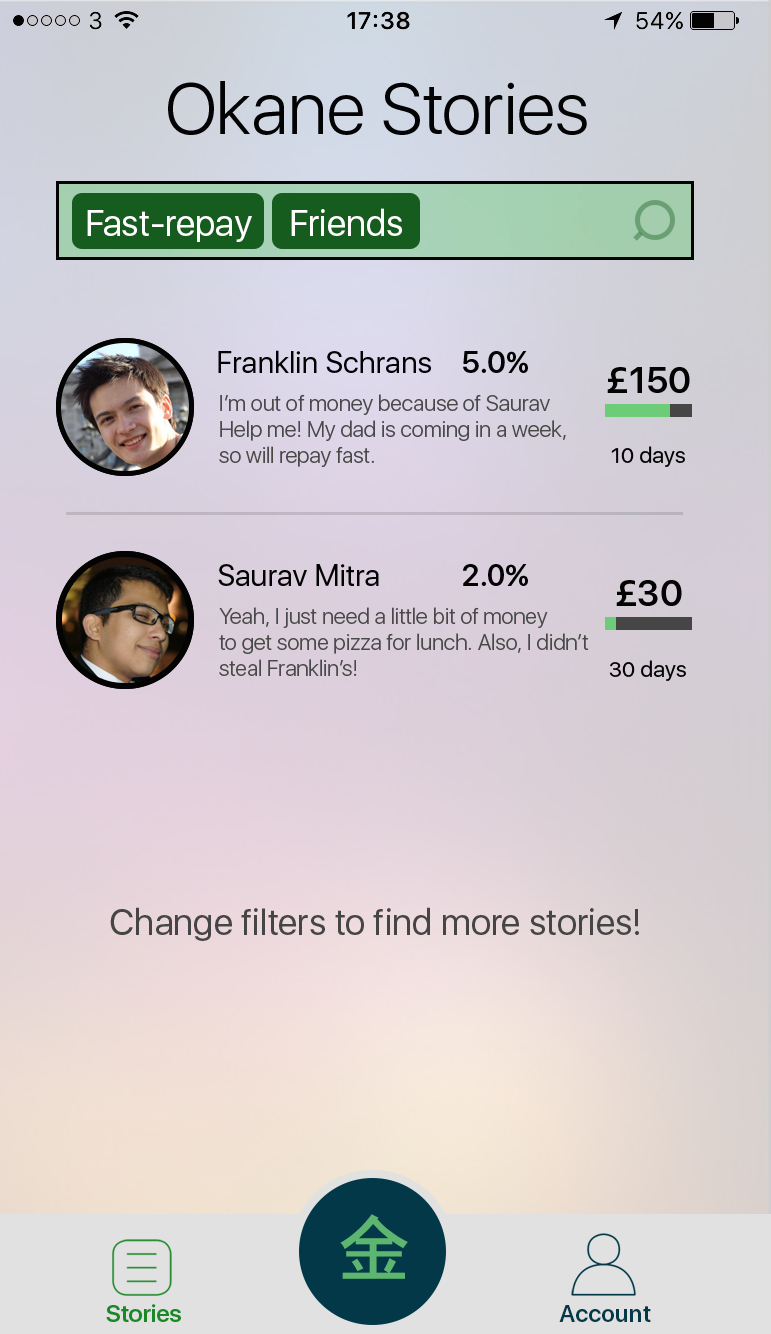 3 17:38 54%
Okane Stories
Fast-repay Friends
Franklin Schrans 5.0%
I'm out of money because of Saurav
Help me! My dad is coming in a week,
so will repay fast.
£150
10 days
Saurav Mitra 2.0%
Yeah, I just need a little bit of money
to get some pizza for lunch. Also, I didn't
steal Franklin's!
£30
30 days
Change filters to find more stories!
金
Stories Account